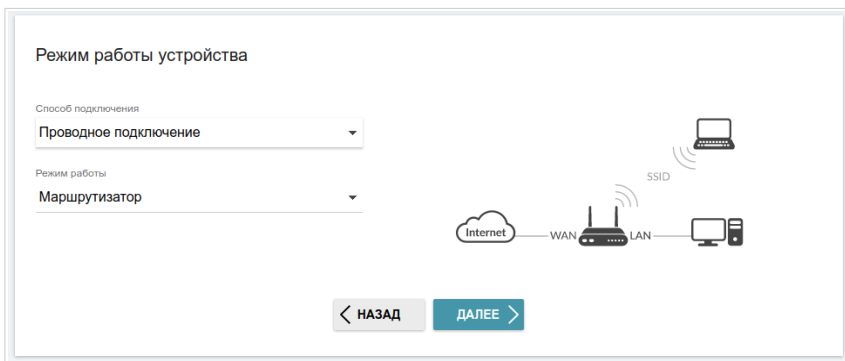 Режим работы устройства
Способ подключения
Проводное подключение
Режим работы
Маршрутизатор
SSID
Internet
WAN
LAN
НАЗАД
ДАЛЕЕ